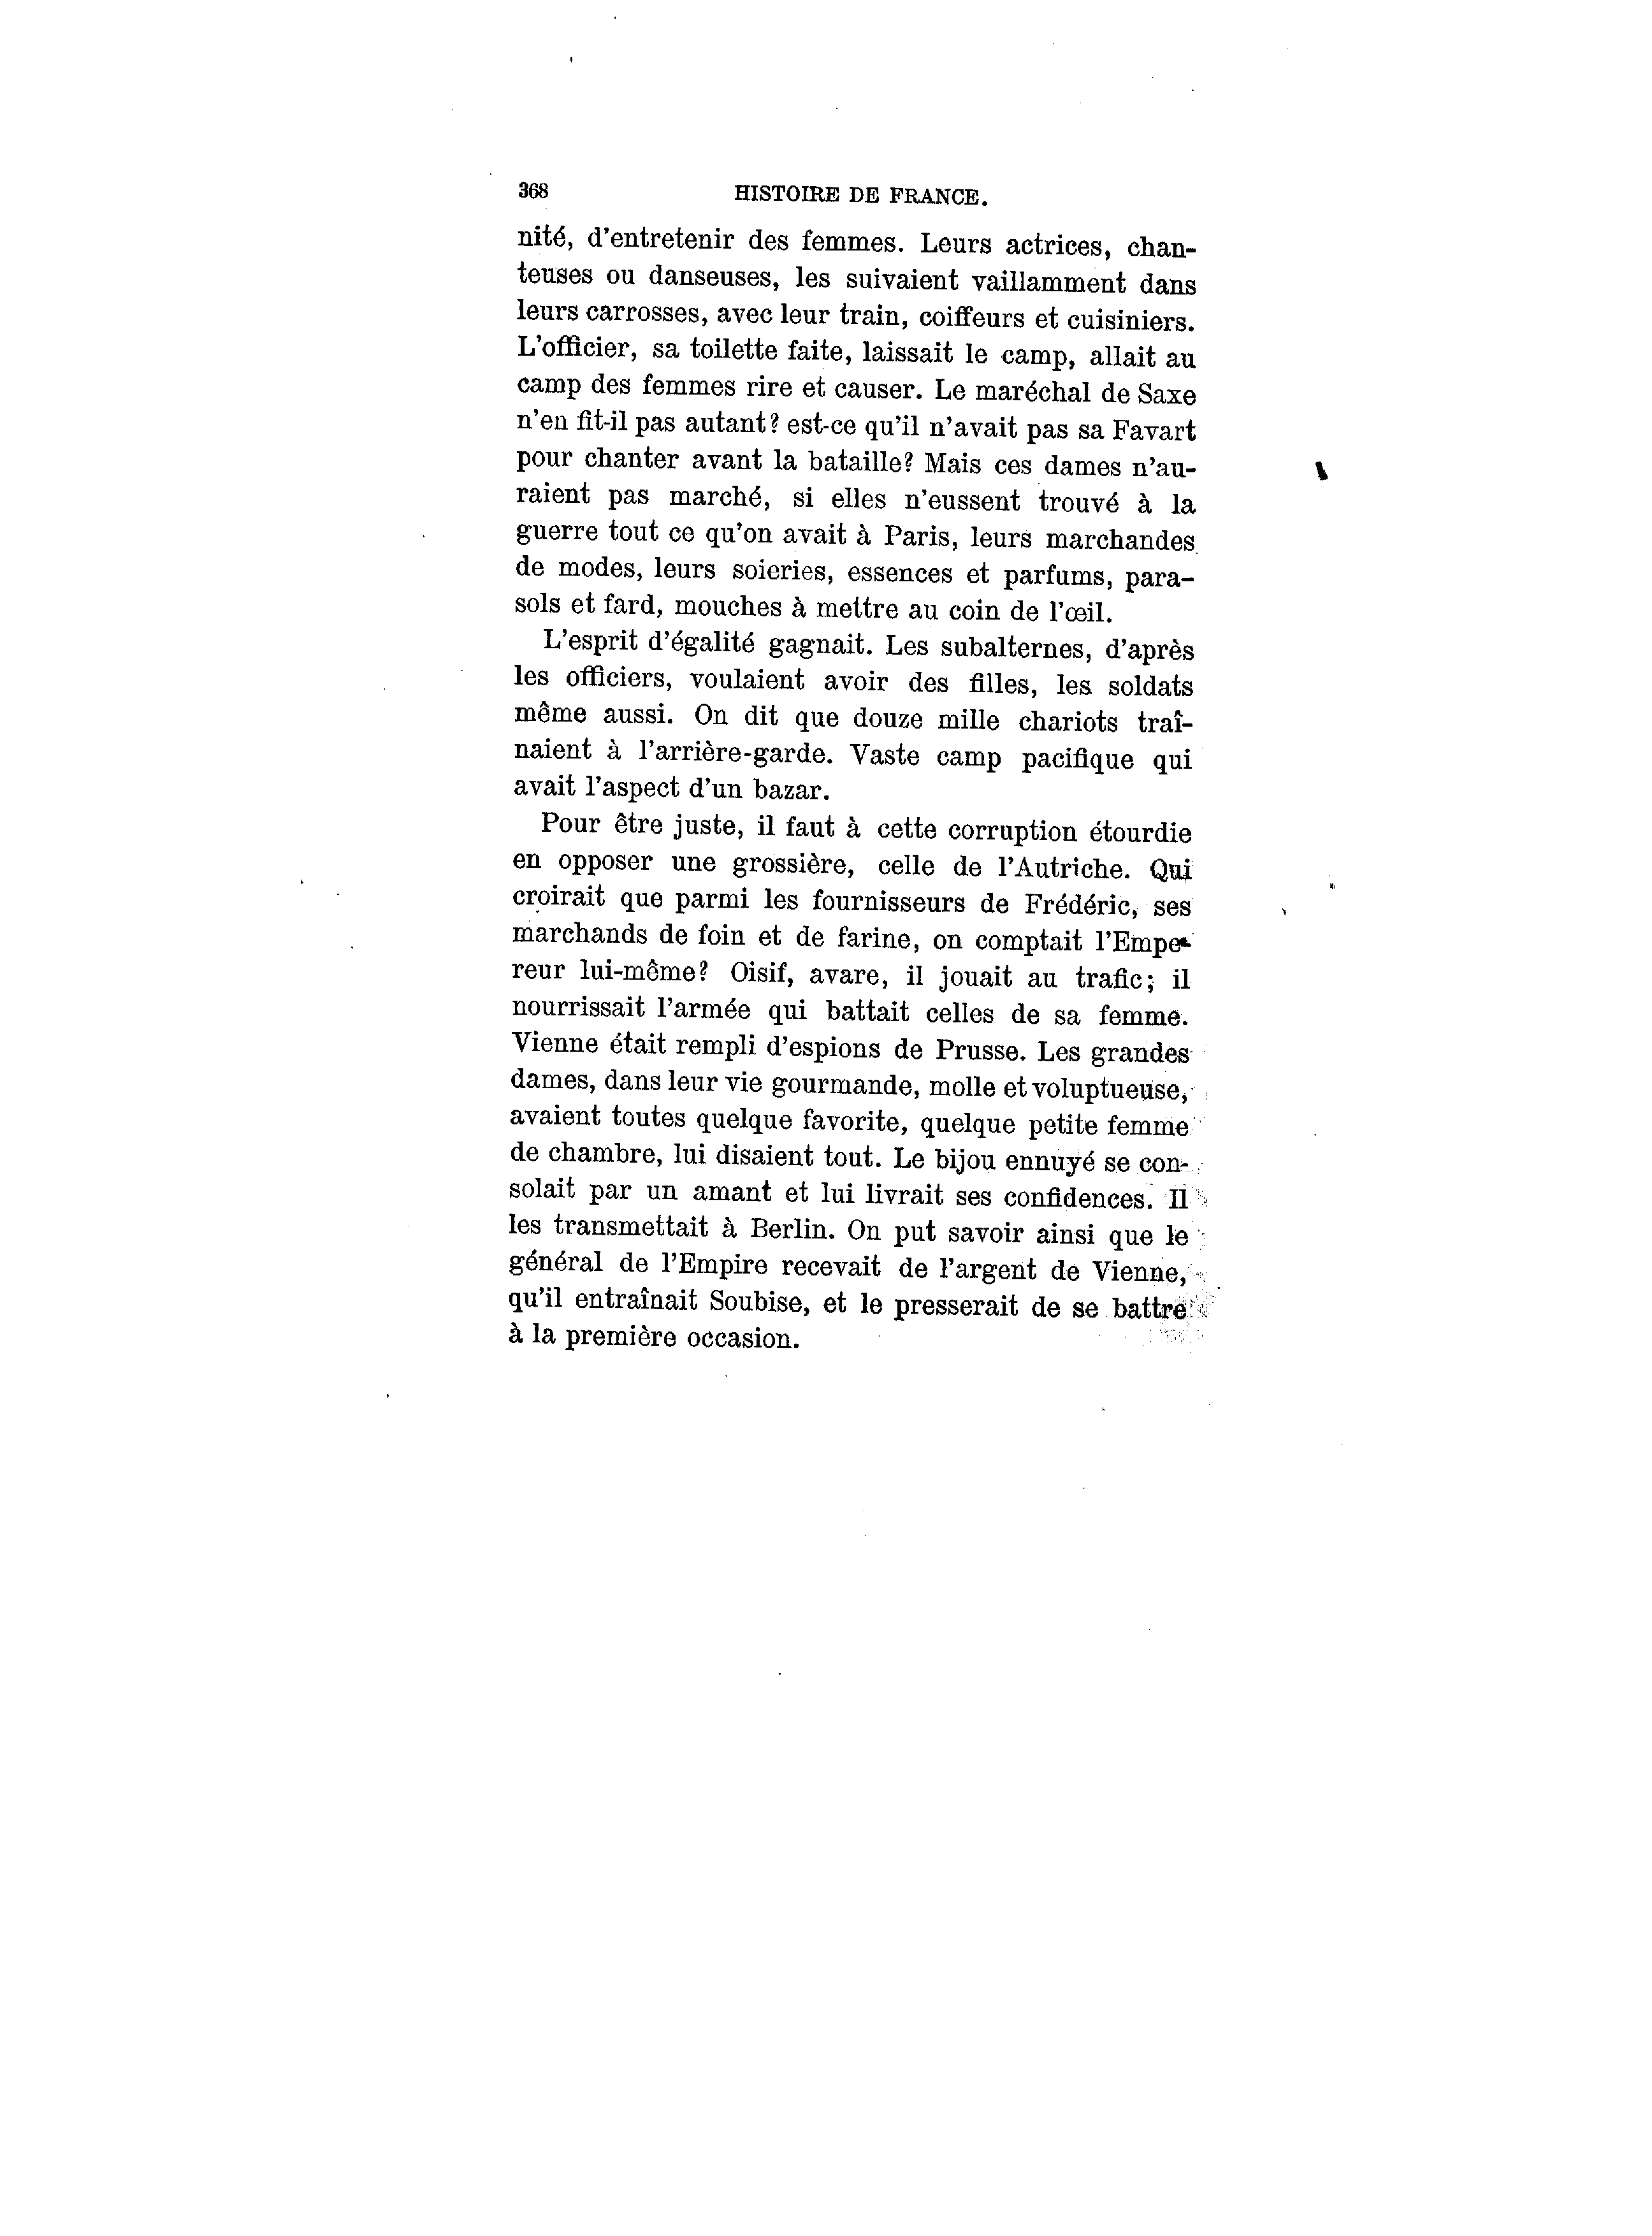 368 HISTOIRE DE FRANCE.
nité, d'entretenir des femmes. Leurs actrices, chan-
teuses ou danseuses, les suivaient vaillamment dans
leurs carrosses, avec leur train, coiffeurs et cuisiniers.
L'officier, sa toilette faite, laissait le camp, allait au
camp des femmes rire et causer. Le maréchal de Saxe
n'en fit-il pas autant? est-ce qu'il n'avait pas sa Favart
pour chanter avant la bataille? Mais ces dames n'au-
raient pas marché, si elles n'eussent trouvé à la
guerre tout ce qu'on avait à Paris, leurs marchandes
de modes, leurs soieries, essences et parfums, para-
sols et fard, mouches à mettre au coin de l'œil.
L'esprit d'égalité gagnait. Les subalternes, d'après
les officiers, voulaient avoir des filles, les soldats
même aussi. On dit que douze mille chariots traî-
naient à l'arrière-garde. Vaste camp pacifique qui
avait l'aspect d'un bazar.
Pour être juste, il faut à cette corruption étourdie
en opposer une grossière, celle de l'Autriche. Qui
croirait que parmi les fournisseurs de Frédéric, ses
marchands de foin et de farine, on comptait l'Empe-
reur lui-même? Oisif, avare, il jouait au trafic; il
nourrissait l'armée qui battait celles de sa femme.
Vienne était rempli d'espions de Prusse. Les grandes
dames, dans leur vie gourmande, molle et voluptueuse,
avaient toutes quelque favorite, quelque petite femme
de chambre, lui disaient tout. Le bijou ennuyé se con-
solait par un amant et lui livrait ses confidences. Il
les transmettait à Berlin. On put savoir ainsi que le
général de l'Empire recevait de l'argent de Vienne,
qu'il entraînait Soubise, et le presserait de se battre
à la première occasion.